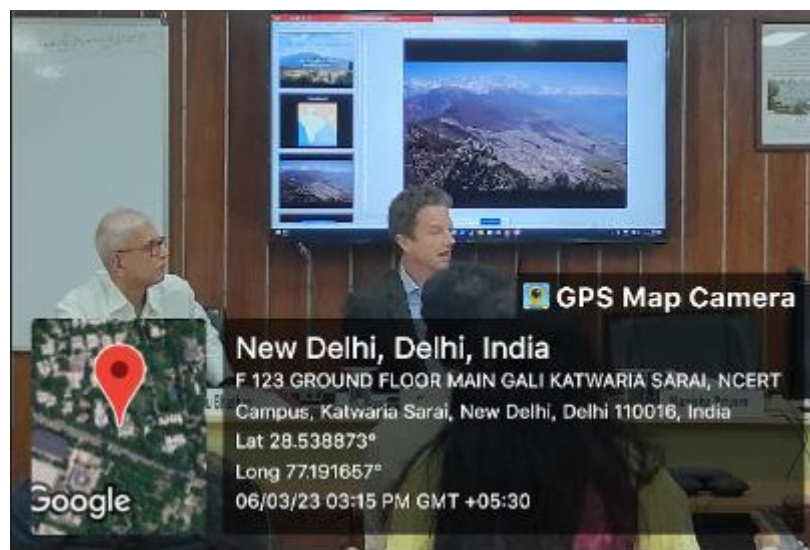 GPS Map Camera
New Delhi, Delhi, India
F 123 GROUND FLOOR MAIN GALI KATWARIA SARAI, NCERT
Campus, Katwaria Sarai, New Delhi, Delhi 110016, India
Lat 28.538873°
Long 77.191657°
06/03/23 03:15 PM GMT +05:30
Google